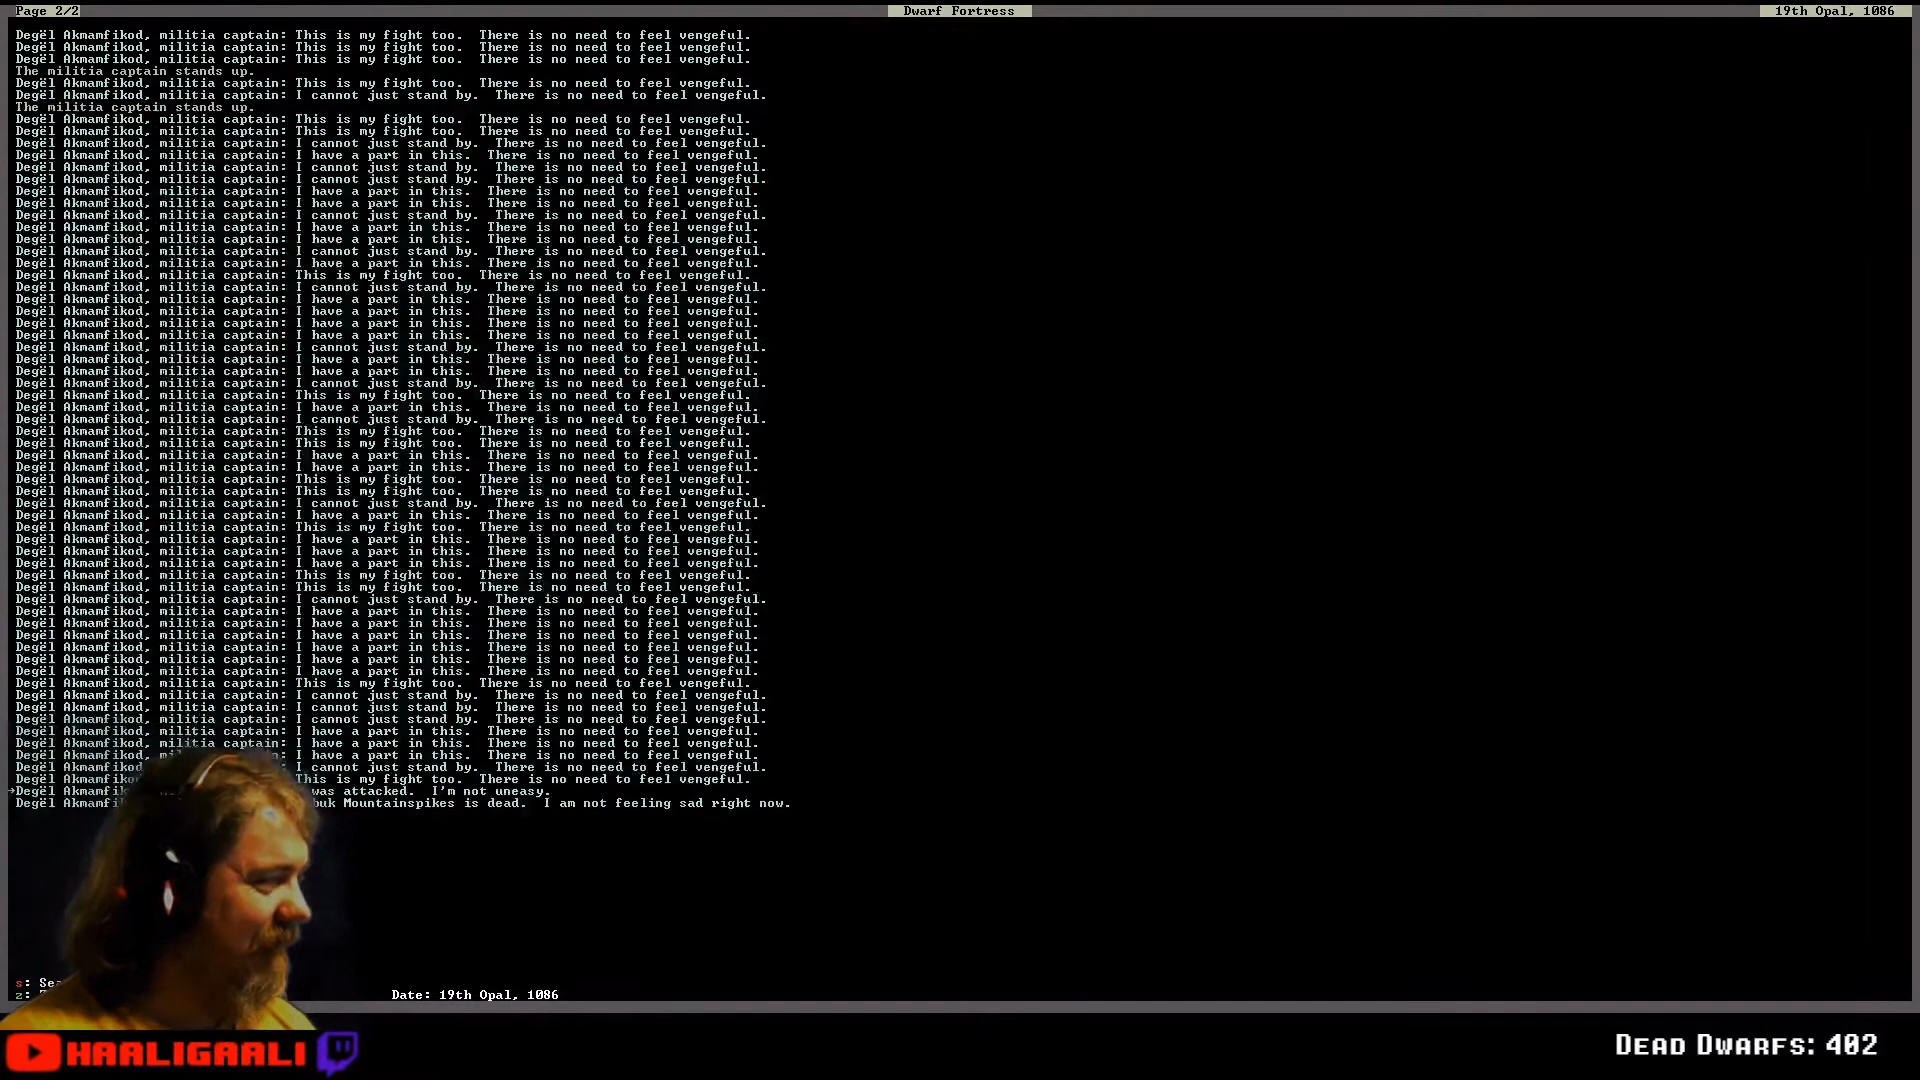 Page 2/2
Dwarf Fortress
19th Opal, 1086
Degël Akmamfikod, militia captain: This is my fight too. There is no need to feel vengeful.
Degël Akmamfikod, militia captain: This is my fight too. There is no need to feel vengeful.
Degël Akmamfikod, militia captain: This is my fight too. There is no need to feel vengeful.
The militia captain stands up.
Degël Akmamfikod, militia captain: This is my fight too. There is no need to feel vengeful.
Degël Akmamfikod, militia captain: I cannot just stand by. There is no need to feel vengeful.
The militia captain stands up.
Degël Akmamfikod, militia captain: This is my fight too. There is no need to feel vengeful.
Degël Akmamfikod, militia captain: This is my fight too. There is no need to feel vengeful.
Degël Akmamfikod, militia captain: I cannot just stand by. There is no need to feel vengeful.
Degël Akmamfikod, militia captain: I have a part in this. There is no need to feel vengeful.
Degël Akmamfikod, militia captain: I cannot just stand by. There is no need to feel vengeful.
Degël Akmamfikod, militia captain: I cannot just stand by. There is no need to feel vengeful.
Degël Akmamfikod, militia captain: I have a part in this. There is no need to feel vengeful.
Degël Akmamfikod, militia captain: I have a part in this. There is no need to feel vengeful.
Degël Akmamfikod, militia captain: I cannot just stand by. There is no need to feel vengeful.
Degël Akmamfikod, militia captain: I have a part in this. There is no need to feel vengeful.
Degël Akmamfikod, militia captain: I have a part in this. There is no need to feel vengeful.
Degël Akmamfikod, militia captain: I cannot just stand by. There is no need to feel vengeful.
Degël Akmamfikod, militia captain: I have a part in this. There is no need to feel vengeful.
Degël Akmamfikod, militia captain: This is my fight too. There is no need to feel vengeful.
Degël Akmamfikod, militia captain: I cannot just stand by. There is no need to feel vengeful.
Degël Akmamfikod, militia captain: I have a part in this. There is no need to feel vengeful.
Degël Akmamfikod, militia captain: I have a part in this. There is no need to feel vengeful.
Degël Akmamfikod, militia captain: I have a part in this. There is no need to feel vengeful.
Degël Akmamfikod, militia captain: I have a part in this. There is no need to feel vengeful.
Degël Akmamfikod, militia captain: I cannot just stand by. There is no need to feel vengeful.
Degël Akmamfikod, militia captain: I have a part in this. There is no need to feel vengeful.
Degël Akmamfikod, militia captain: I have a part in this. There is no need to feel vengeful.
Degël Akmamfikod, militia captain: I cannot just stand by. There is no need to feel vengeful.
Degël Akmamfikod, militia captain: This is my fight too. There is no need to feel vengeful.
Degël Akmamfikod, militia captain: I have a part in this. There is no need to feel vengeful.
Degël Akmamfikod, militia captain: I cannot just stand by. There is no need to feel vengeful.
Degël Akmamfikod, militia captain: This is my fight too. There is no need to feel vengeful.
Degël Akmamfikod, militia captain: This is my fight too. There is no need to feel vengeful.
Degël Akmamfikod, militia captain: I have a part in this. There is no need to feel vengeful.
Degël Akmamfikod, militia captain: I have a part in this. There is no need to feel vengeful.
Degël Akmamfikod, militia captain: This is my fight too. There is no need to feel vengeful.
Degël Akmamfikod, militia captain: This is my fight too. There is no need to feel vengeful.
Degël Akmamfikod, militia captain: I cannot just stand by. There is no need to feel vengeful.
Degël Akmamfikod, militia captain: I have a part in this. There is no need to feel vengeful.
Degël Akmamfikod, militia captain: This is my fight too. There is no need to feel vengeful.
Degël Akmamfikod, militia captain: I have a part in this. There is no need to feel vengeful.
Degël Akmamfikod, militia captain: I have a part in this. There is no need to feel vengeful.
Degël Akmamfikod, militia captain: I have a part in this. There is no need to feel vengeful.
Degël Akmamfikod, militia captain: This is my fight too. There is no need to feel vengeful.
Degël Akmamfikod, militia captain: This is my fight too. There is no need to feel vengeful.
Degël Akmamfikod, militia captain: I cannot just stand by. There is no need to feel vengeful.
Degël Akmamfikod, militia captain: I have a part in this. There is no need to feel vengeful.
Degël Akmamfikod, militia captain: I have a part in this. There is no need to feel vengeful.
Degël Akmamfikod, militia captain: I have a part in this. There is no need to feel vengeful.
Degël Akmamfikod, militia captain: I have a part in this. There is no need to feel vengeful.
Degël Akmamfikod, militia captain: I have a part in this. There is no need to feel vengeful.
Degël Akmamfikod, militia captain: I have a part in this. There is no need to feel vengeful.
Degël Akmamfikod, militia captain: This is my fight too. There is no need to feel vengeful.
Degël Akmamfikod, militia captain: I cannot just stand by. There is no need to feel vengeful.
Degël Akmamfikod, militia captain: I cannot just stand by. There is no need to feel vengeful.
Degël Akmamfikod, militia captain: I cannot just stand by. There is no need to feel vengeful.
Degël Akmamfikod, militia captain: I have a part in this. There is no need to feel vengeful.
Degël Akmamfikod, militia captain: I have a part in this. There is no need to feel vengeful.
Degël Akmamfikod, captain: I have a part in this. There is no need to feel vengeful.
Degël Akmamfikod, I cannot just stand by. There is no need to feel vengeful.
Degël This is my fight too. There is no need to feel vengeful.
Degël was attacked. I'm not uneasy.
Degël Mountainspikes is dead. I am not feeling sad right now.
s:
z:
Date: 19th Opal, 1086
HAALIGAALI
DEAD DWARFS: 402